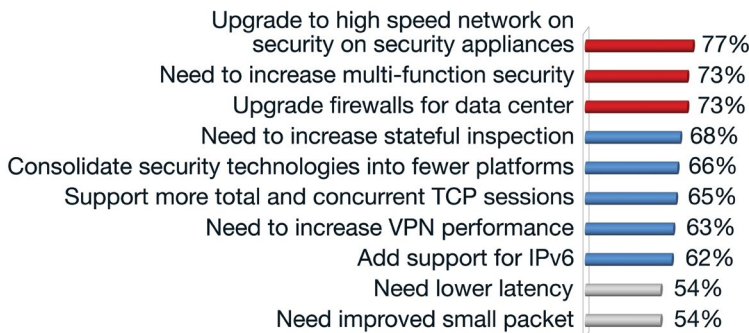 Upgrade to high speed network on
security on security appliances 77%
Need to increase multi-function security 73%
Upgrade firewalls for data center 73%
Need to increase stateful inspection 68%
Consolidate security technologies into fewer platforms 66%
Support more total and concurrent TCP sessions 65%
Need to increase VPN performance 63%
Add support for IPv6 62%
Need lower latency 54%
Need improved small packet 54%